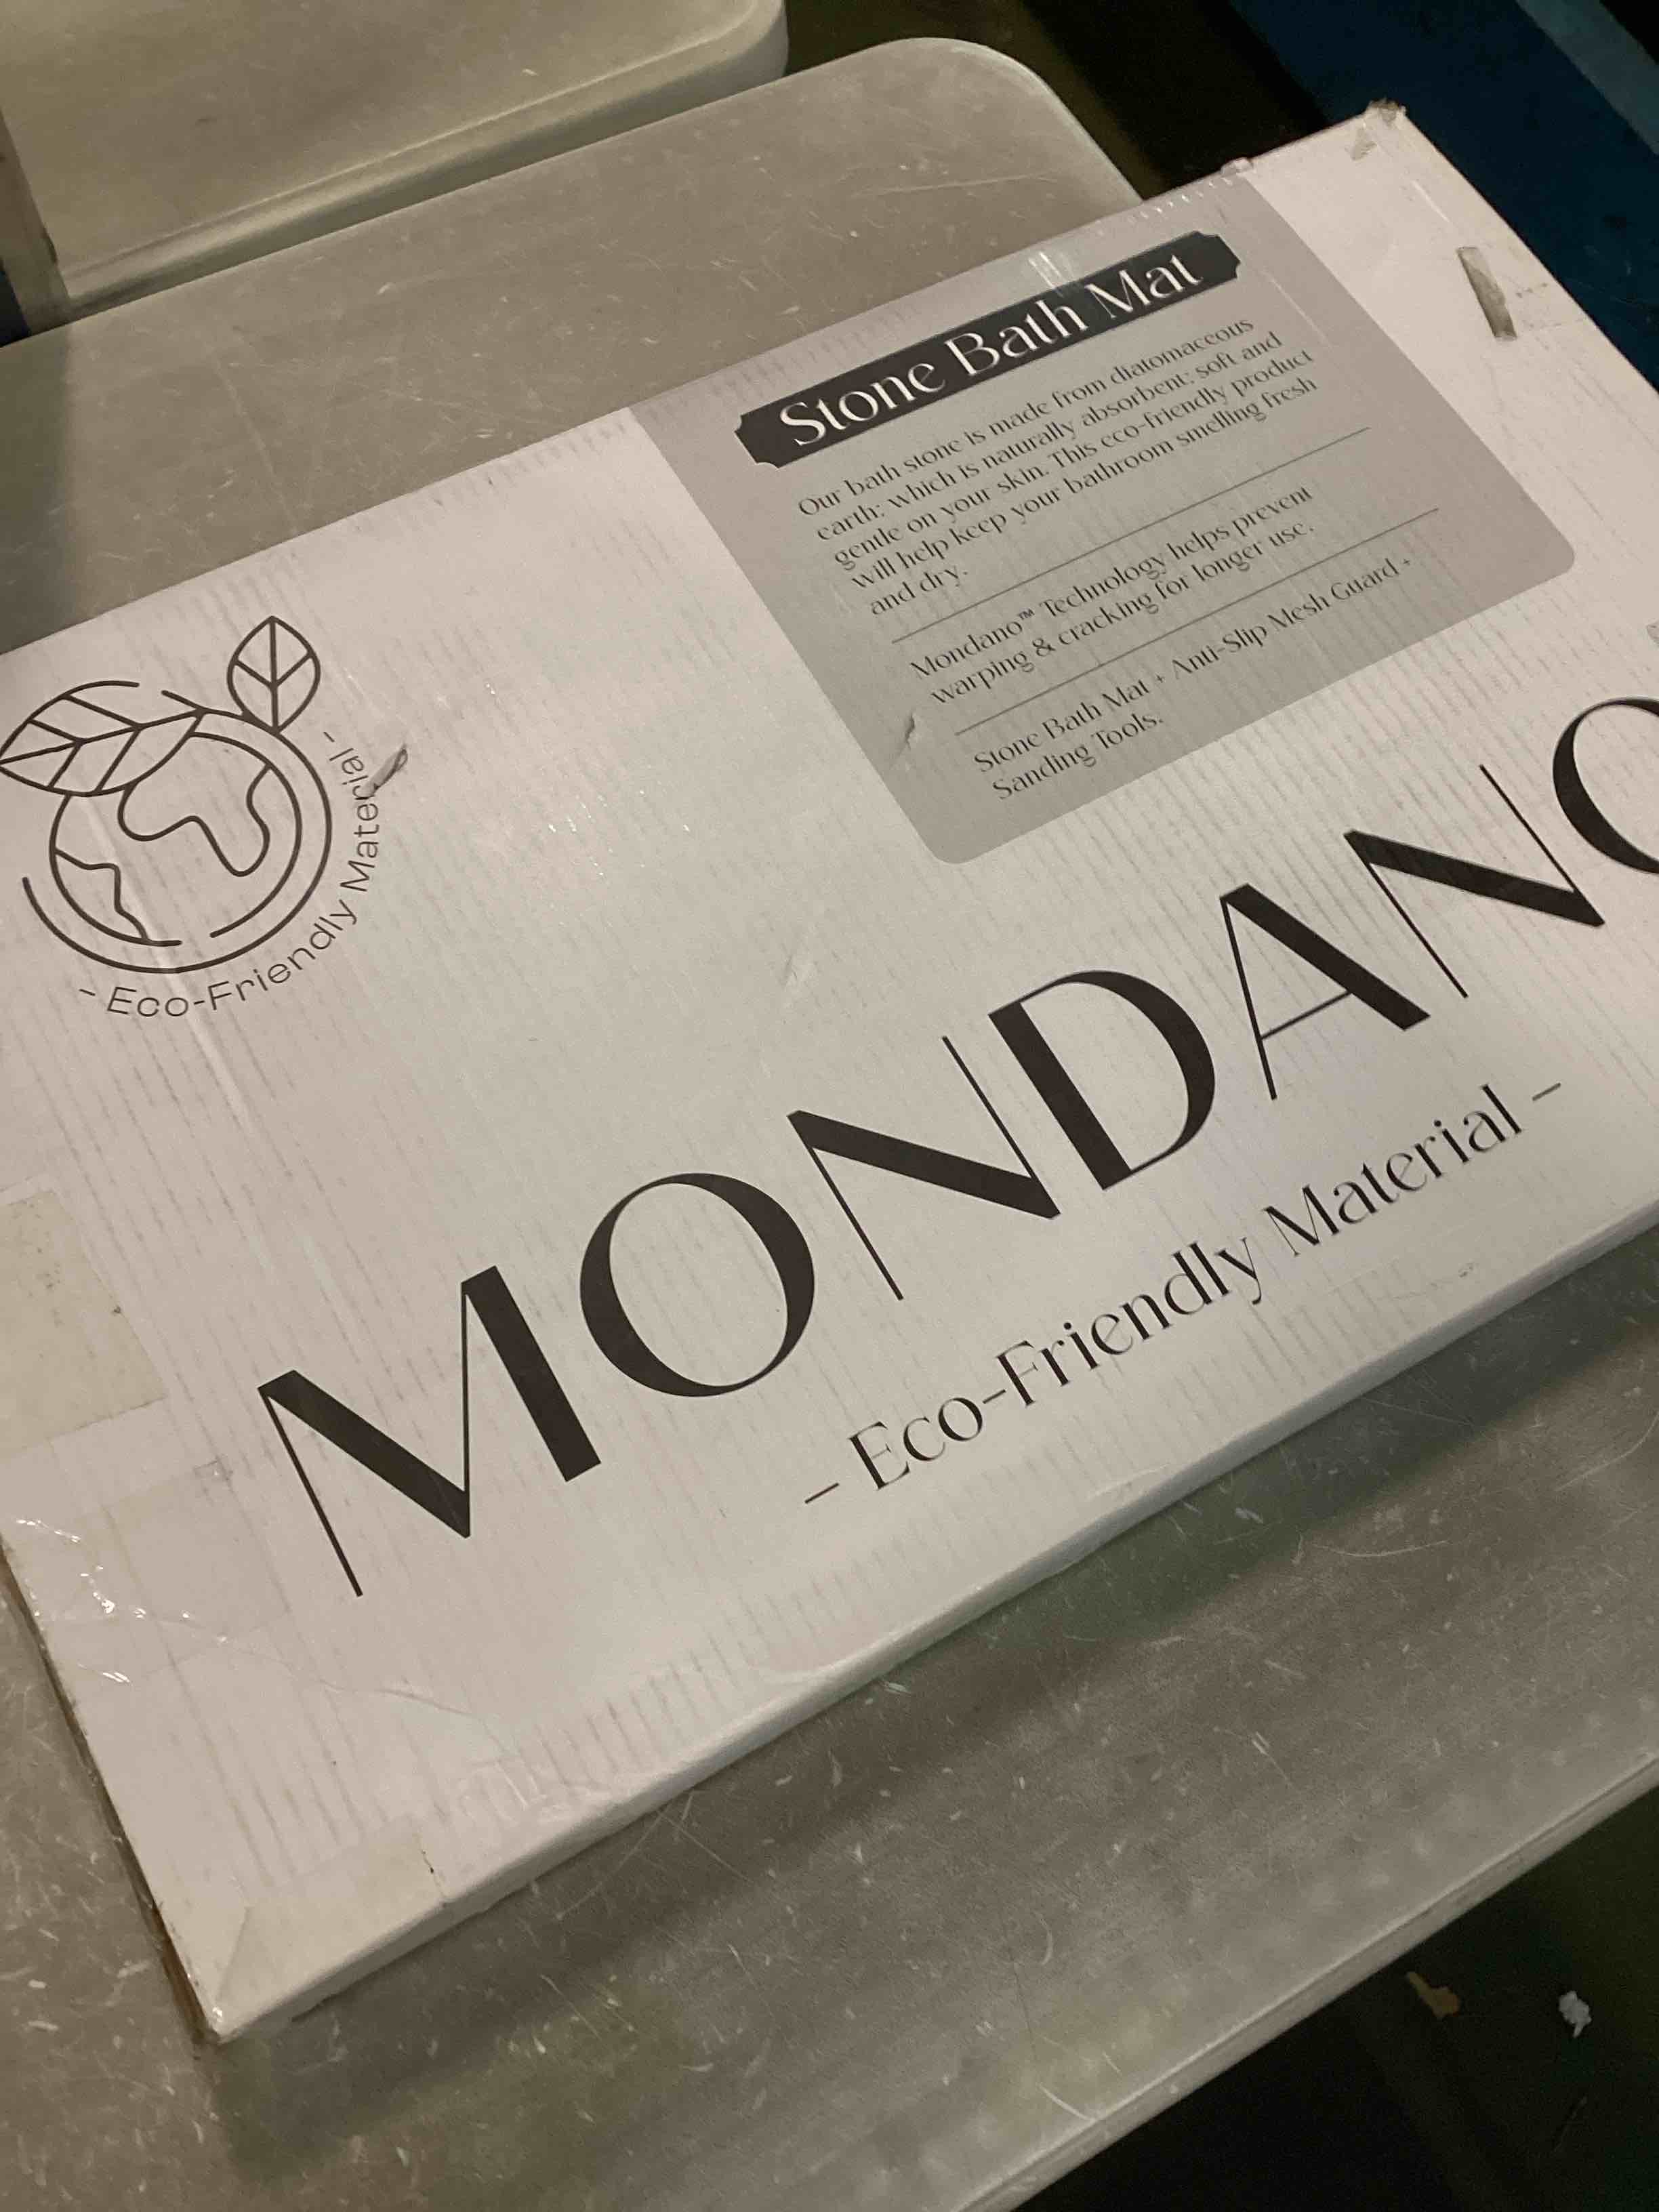 Stone Bath Mat
Our bath stone is made from diatomaceous
earth; which is naturally absorbent; soft and
gentle on your skin. This eco-friendly product
will help keep your bathroom smelling fresh
and dry.
Mondano™ Technology helps prevent
warping & cracking for longer use.
Stone Bath Mat + Anti-Slip Mesh Guard +
Sanding Tools.
- Eco-Friendly Material -
MONDANO
- Eco-Friendly Material -